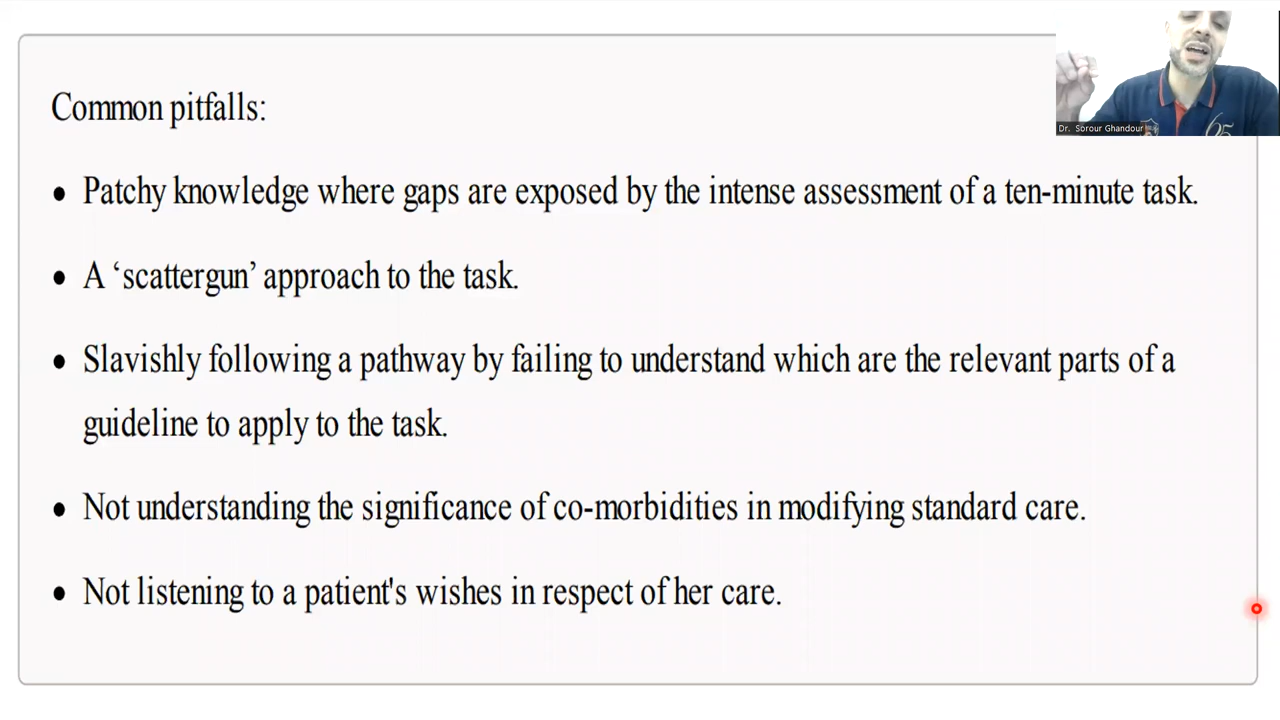 Common pitfalls:
• Patchy knowledge where gaps are exposed by the intense assessment of a ten-minute task.
• A ‘scattergun’ approach to the task.
• Slavishly following a pathway by failing to understand which are the relevant parts of a
guideline to apply to the task.
• Not understanding the significance of co-morbidities in modifying standard care.
• Not listening to a patient's wishes in respect of her care.
Dr. Sorour Ghandour
65